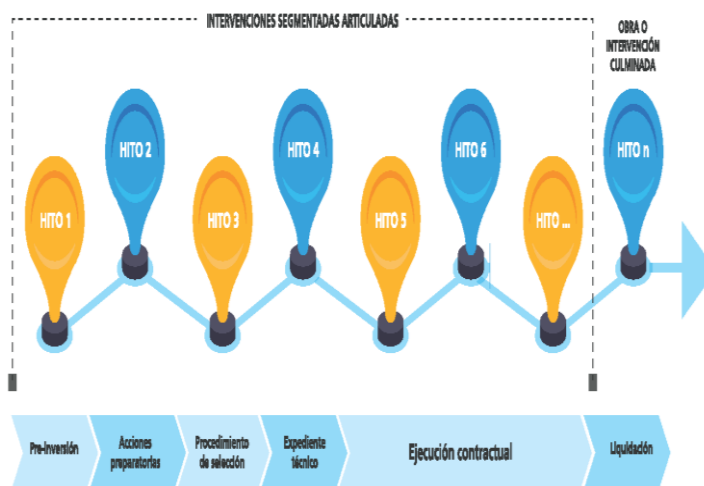 INTERVENCIONES SEGMENTADAS ARTICULADAS
OBRA O
INTERVENCIÓN
CULMINADA
HITO 2
HITO 4
HITO 6
HITO n
HITO 1
HITO 3
HITO 5
HITO ...
Pre-inversión
Acciones
preparatorias
Procedimiento
de selección
Expediente
técnico
Ejecución contractual
Liquidación